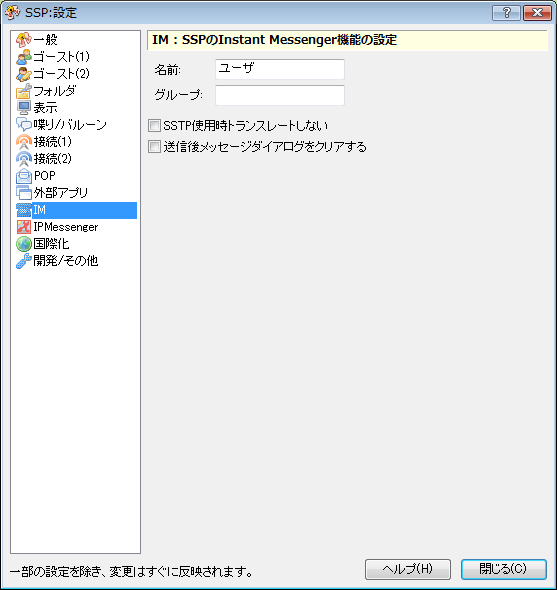 SSP:設定
一般
ゴースト(1)
ゴースト(2)
フォルダ
表示
喋り/バルーン
接続(1)
接続(2)
POP
外部アプリ
IM
IPMessenger
国際化
開発/その他
IM : SSPのInstant Messenger機能の設定
名前: ユーザ
グループ:
SSTP使用時トランスレートしない
送信後メッセージダイアログをクリアする
一部の設定を除き、変更はすぐに反映されます。
ヘルプ(H)
閉じる(C)